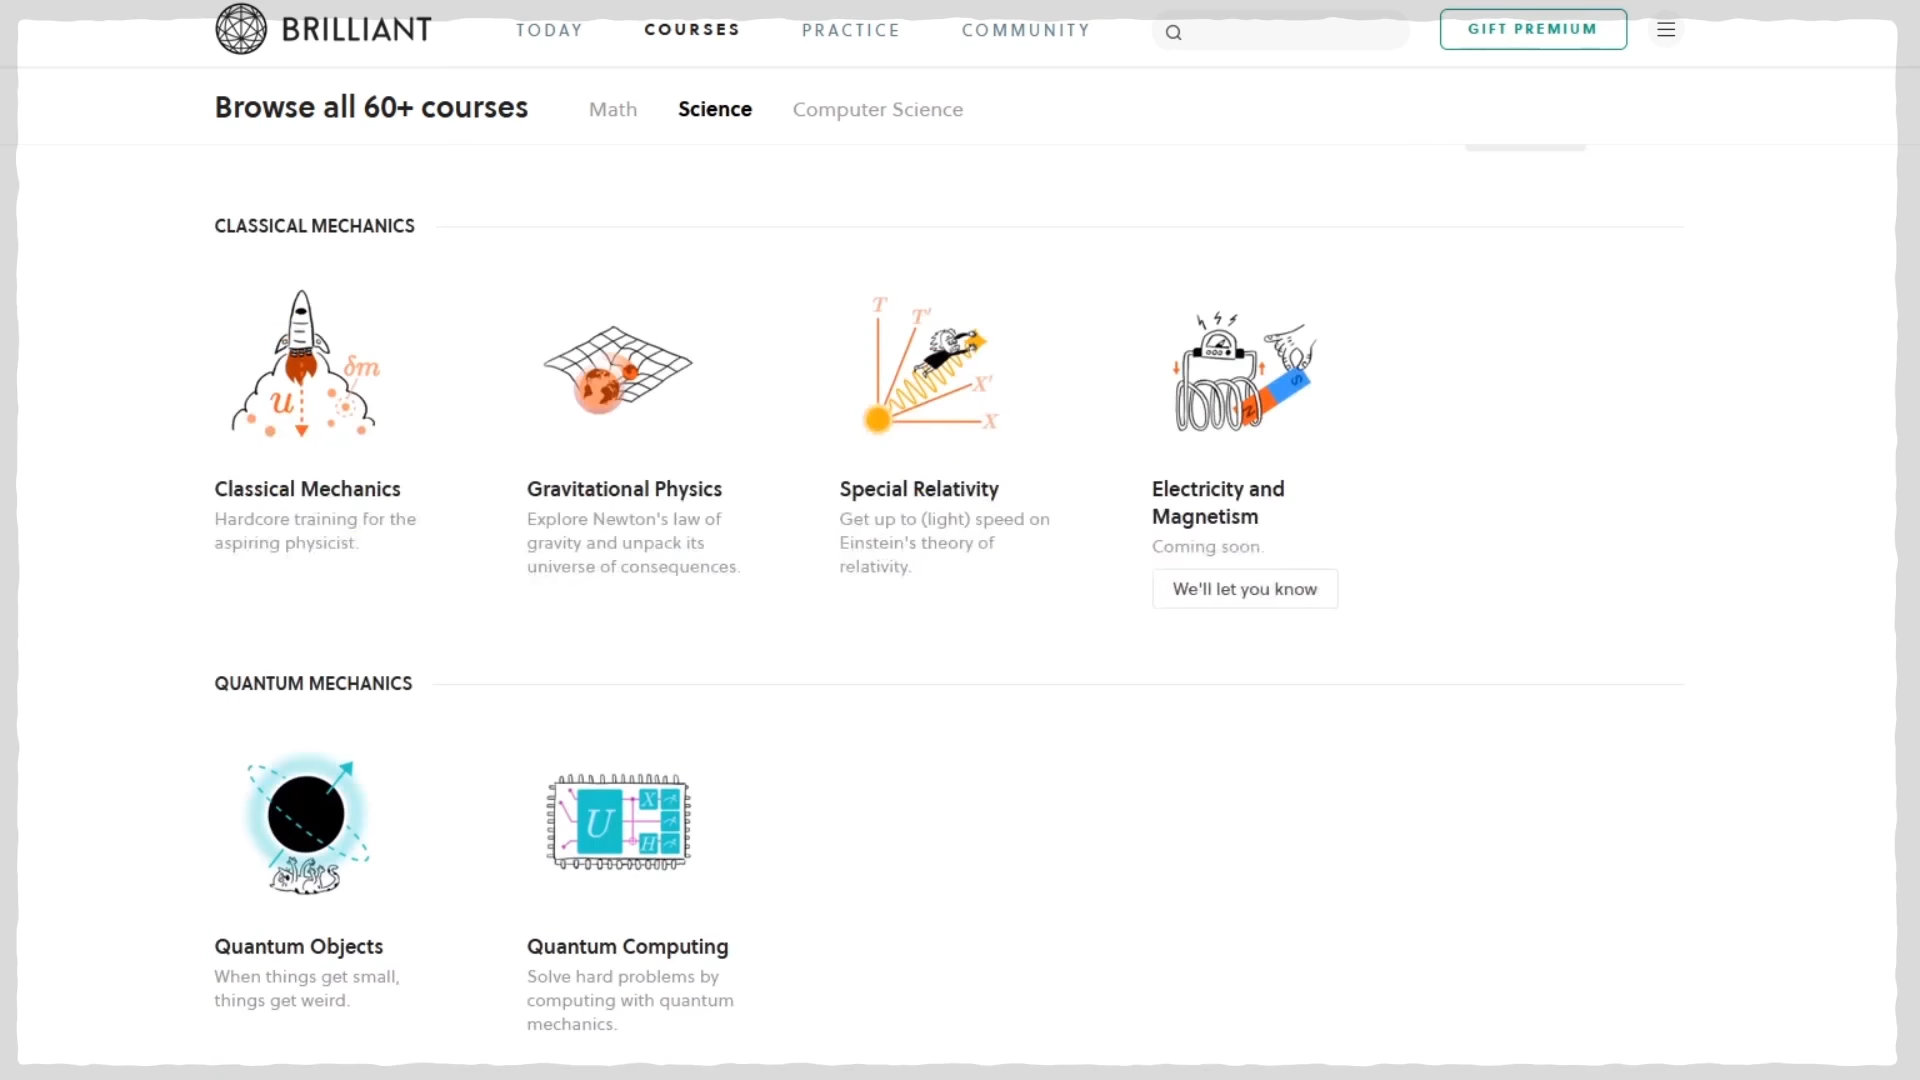 BRILLIANT
TODAY
COURSES
PRACTICE
COMMUNITY
GIFT PREMIUM
Browse all 60+ courses
Math
Science
Computer Science
CLASSICAL MECHANICS
δm
u
T
T'
X'
X
S
N
Classical Mechanics
Hardcore training for the
aspiring physicist.
Gravitational Physics
Explore Newton's law of
gravity and unpack its
universe of consequences.
Special Relativity
Get up to (light) speed on
Einstein's theory of
relativity.
Electricity and
Magnetism
Coming soon.
We'll let you know
QUANTUM MECHANICS
U
X
H
Quantum Objects
When things get small,
things get weird.
Quantum Computing
Solve hard problems by
computing with quantum
mechanics.